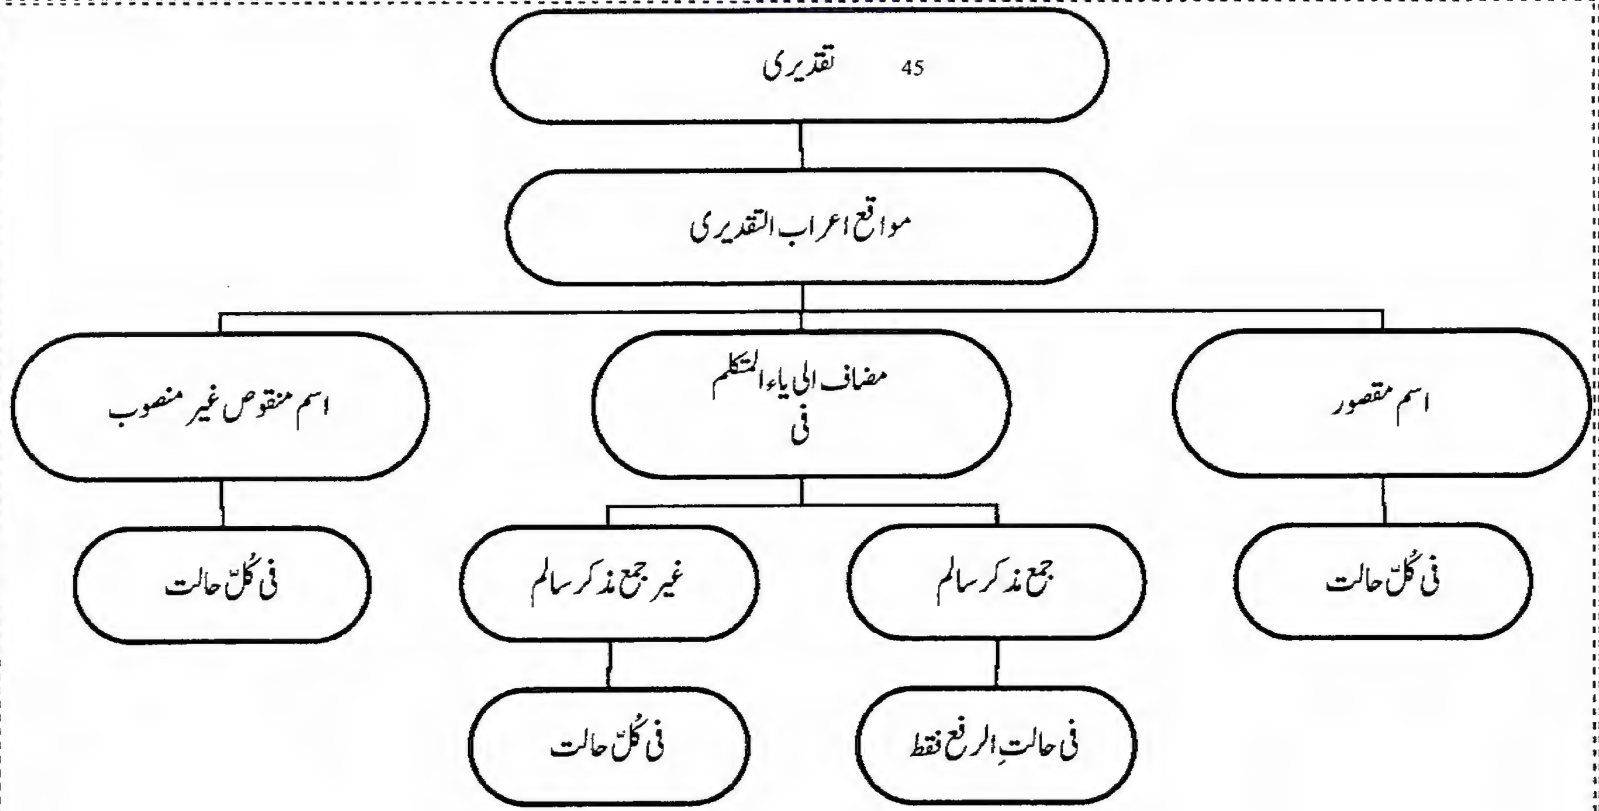 45 تقدیری
مواقع اعراب التقدیری
اسم مقصور
مضاف الی یاء المتکلم
فی
اسم منقوص غیر منصوب
فی کُلّ حالت
جمع مذکر سالم
غیر جمع مذکر سالم
فی کُلّ حالت
فی حالتِ الرفع فقط
فی کُلّ حالت